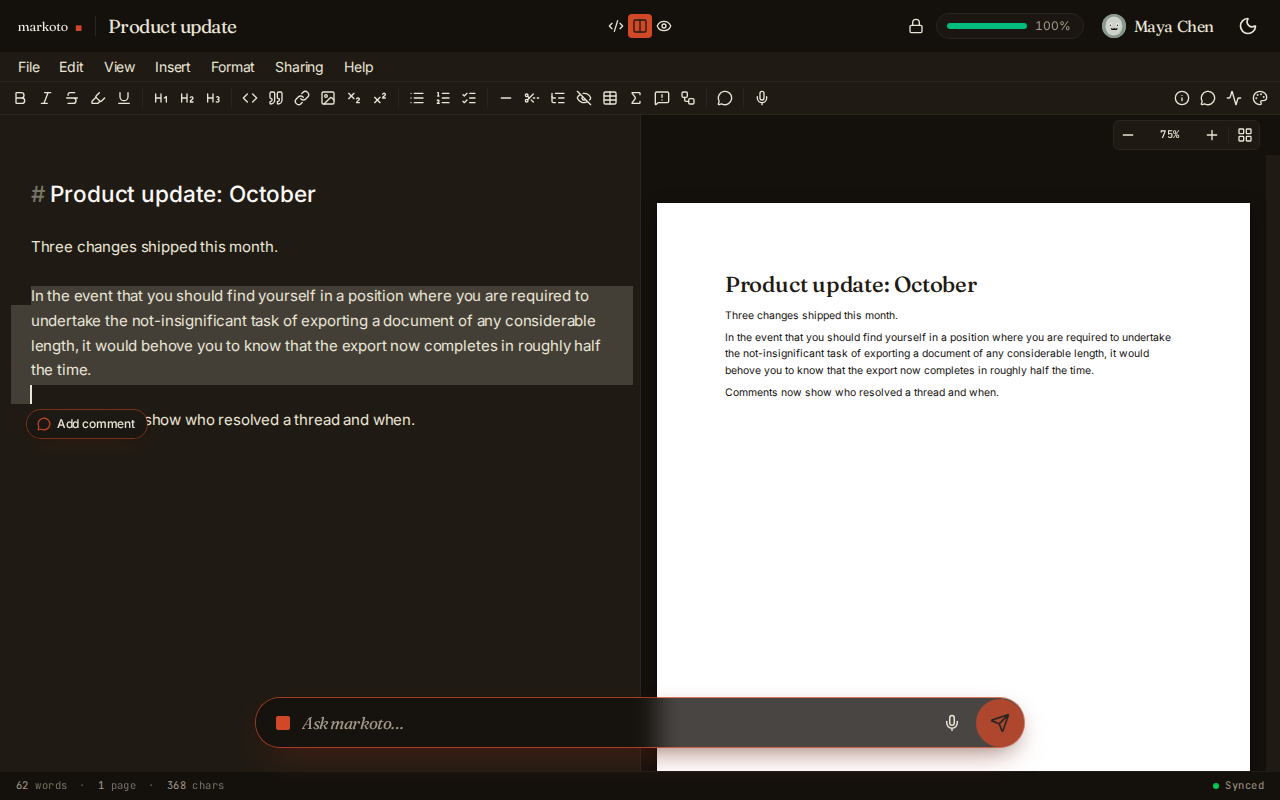 markoto
Product update
100%
Maya Chen
File Edit View Insert Format Sharing Help
H1 H2 H3
75%
# Product update: October
Three changes shipped this month.
In the event that you should find yourself in a position where you are required to
undertake the not-insignificant task of exporting a document of any considerable
length, it would behove you to know that the export now completes in roughly half
the time.
Add comment
show who resolved a thread and when.
Product update: October
Three changes shipped this month.
In the event that you should find yourself in a position where you are required to undertake
the not-insignificant task of exporting a document of any considerable length, it would
behove you to know that the export now completes in roughly half the time.
Comments now show who resolved a thread and when.
Ask markoto...
62 words · 1 page · 368 chars
Synced